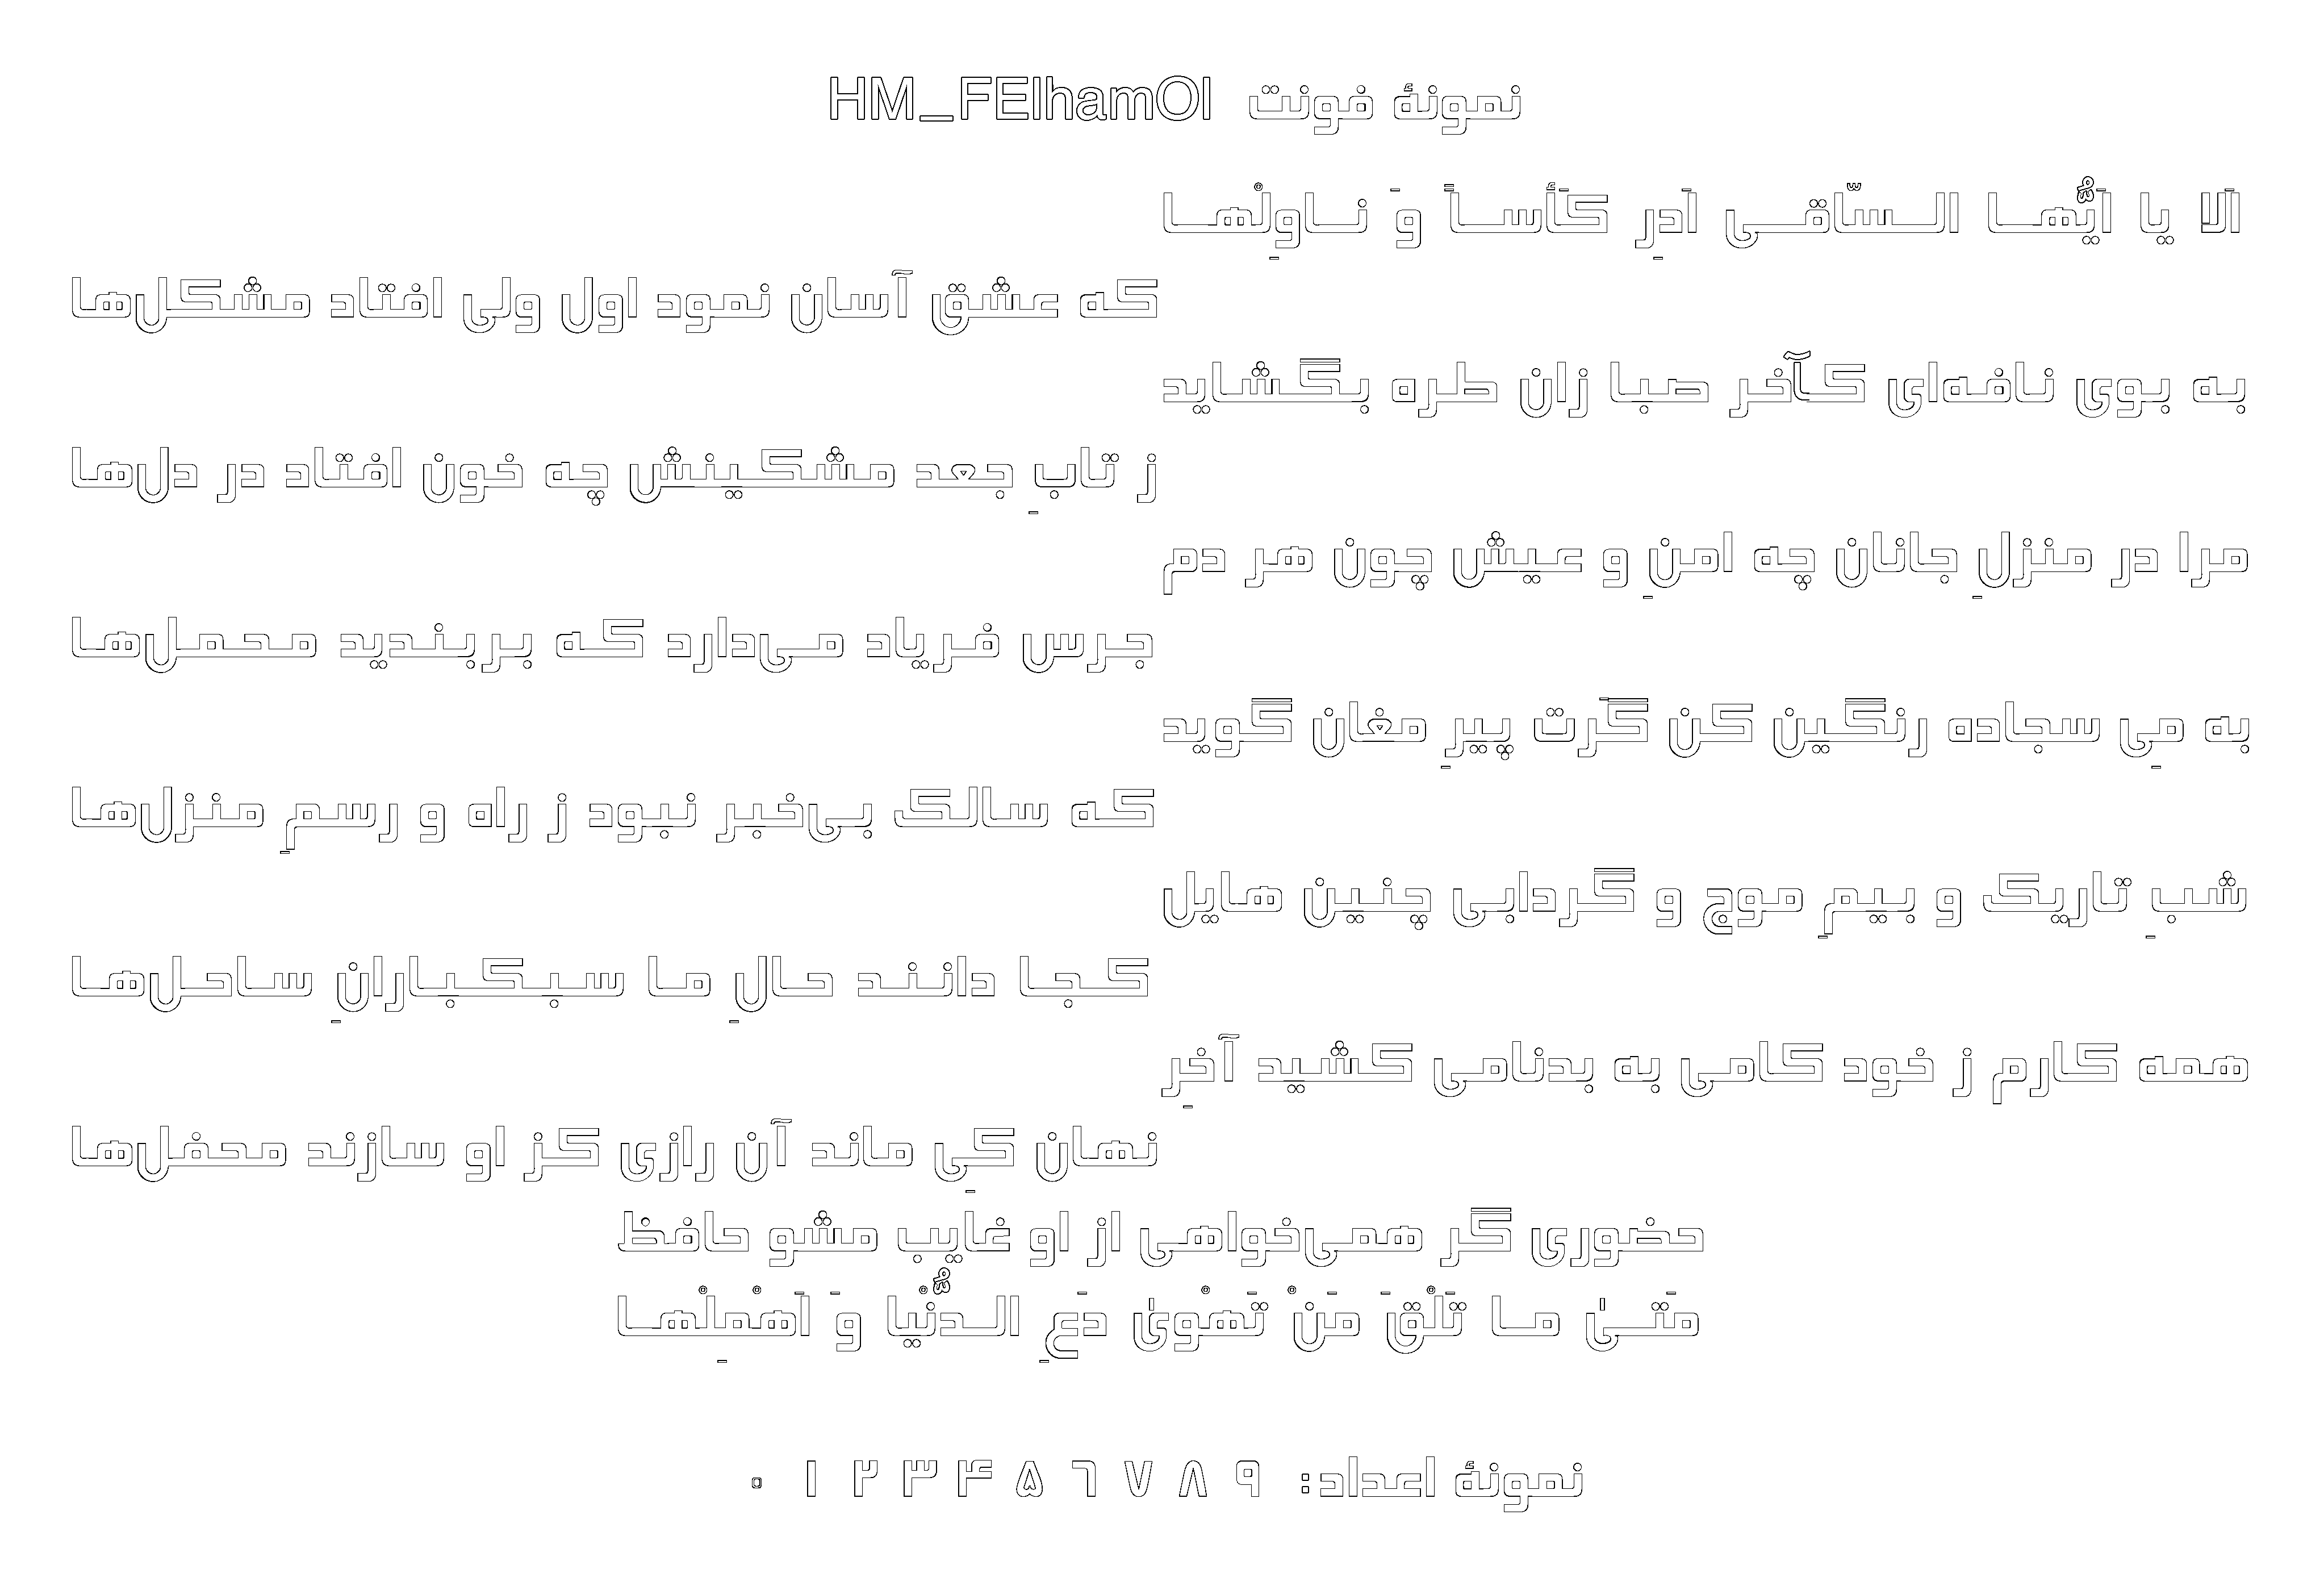 نمونهٔ فونت HM_FElhamOl
اَلا یا اَیُّهَا السّاقی اَدِرْ کَأْسَاً وَ ناوِلْها
که عشق آسان نمود اول ولی افتاد مشکل‌ها
به بوی نافه‌ای کآخر صبا زان طره بگشاید
ز تابِ جعد مشکینش چه خون افتاد در دل‌ها
مرا در منزلِ جانان چه امنِ و عیش چون هر دم
جرس فریاد می‌دارد که بربندید محمل‌ها
به مِی سجاده رنگین کن گَرت پیرِ مغان گوید
که سالک بی‌خبر نبود ز راه و رسمِ منزل‌ها
شبِ تاریک و بیمِ موج و گردابی چنین هایل
کجا دانند حالِ ما سبکبارانِ ساحل‌ها
همه کارم ز خود کامی به بدنامی کشید آخِر
نهان کِی ماند آن رازی کز او سازند محفل‌ها
حضوری گر همی‌خواهی از او غایب مشو حافظ
مَتیٰ ما تَلْقَ مَنْ تَهْویٰ دَعِ الدُّنْیا وَ اَهْمِلْها
نمونهٔ اعداد: ۰ ۱ ۲ ۳ ۴ ۵ ۶ ۷ ۸ ۹